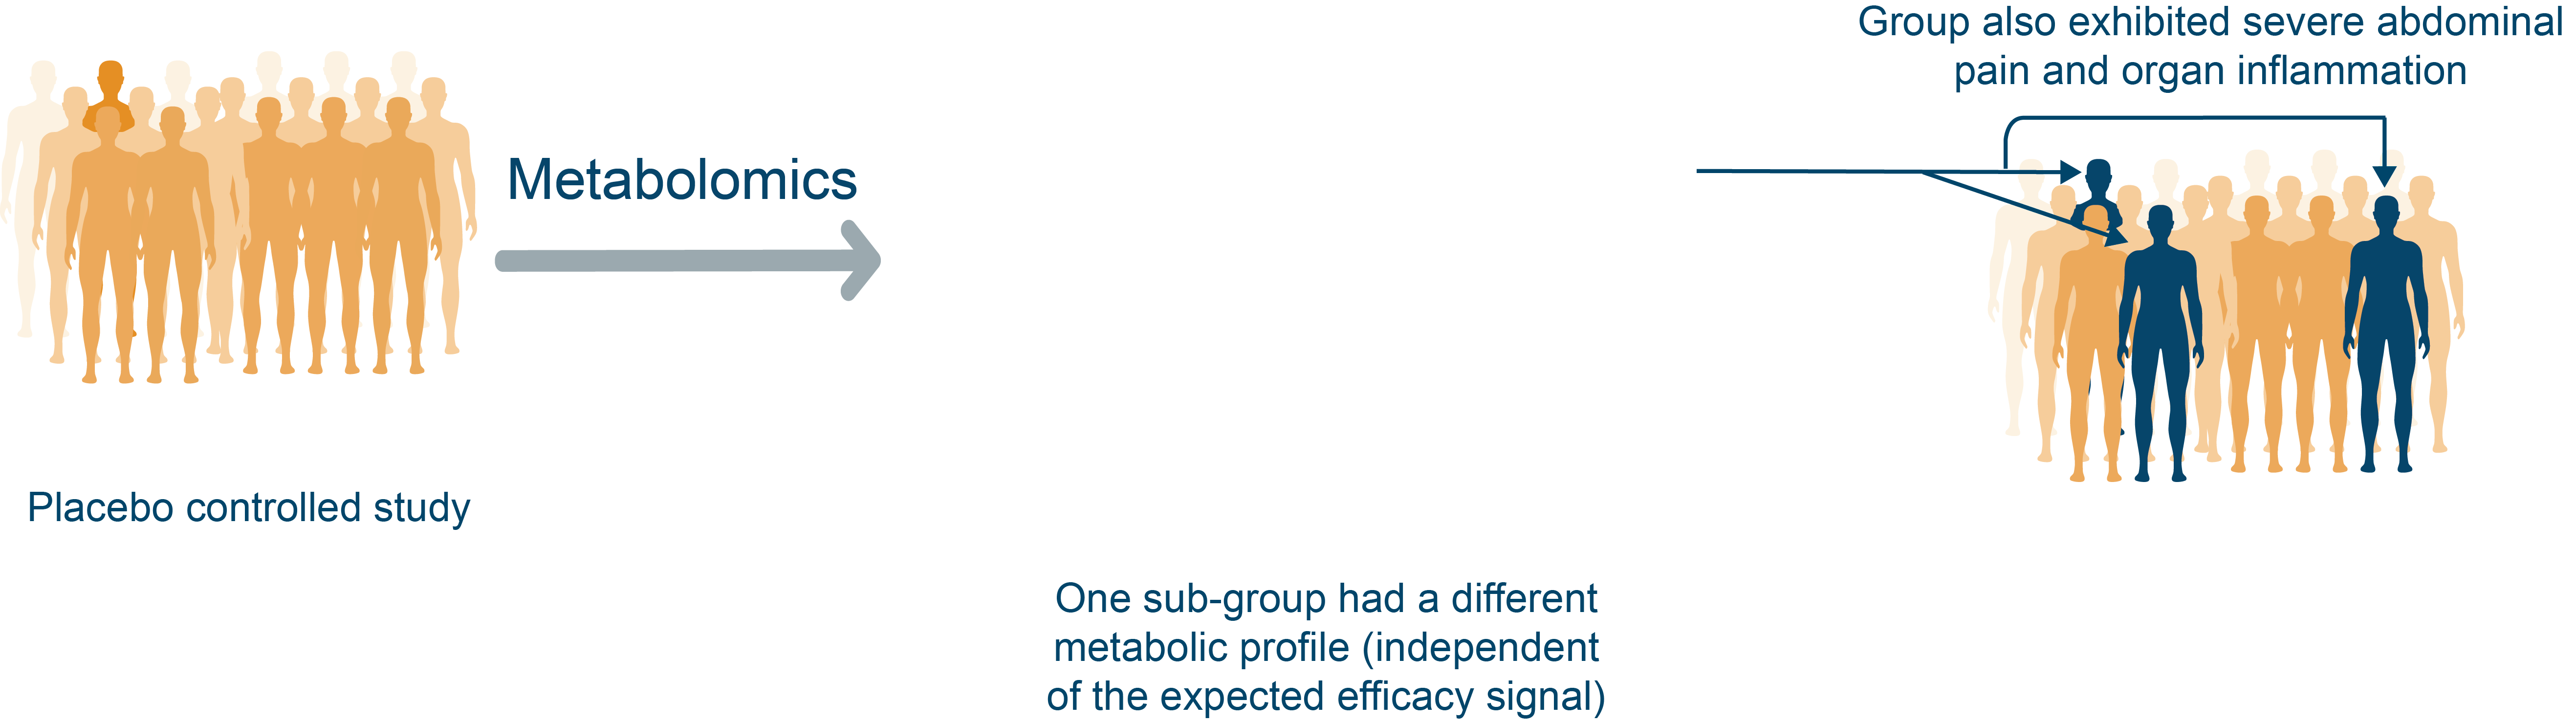 Group also exhibited severe abdominal
pain and organ inflammation
Metabolomics
Placebo controlled study
One sub-group had a different
metabolic profile (independent
of the expected efficacy signal)